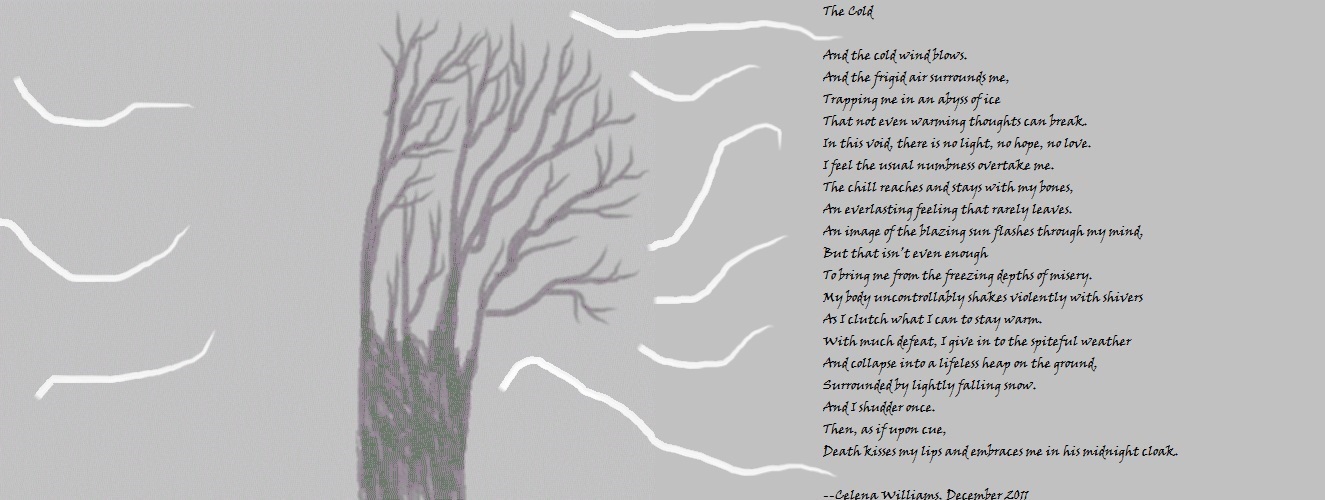 The Cold
And the cold wind blows.
And the frigid air surrounds me,
Trapping me in an abyss of ice
That not even warming thoughts can break.
In this void, there is no light, no hope, no love.
I feel the usual numbness overtake me.
The chill reaches and stays with my bones,
An everlasting feeling that rarely leaves.
An image of the blazing sun flashes through my mind,
But that isn't even enough
To bring me from the freezing depths of misery.
My body uncontrollably shakes violently with shivers
As I clutch what I can to stay warm.
With much defeat, I give in to the spiteful weather
And collapse into a lifeless heap on the ground,
Surrounded by lightly falling snow.
And I shudder once.
Then, as if upon cue,
Death kisses my lips and embraces me in his midnight cloak.
--Celena Williams, December 2011